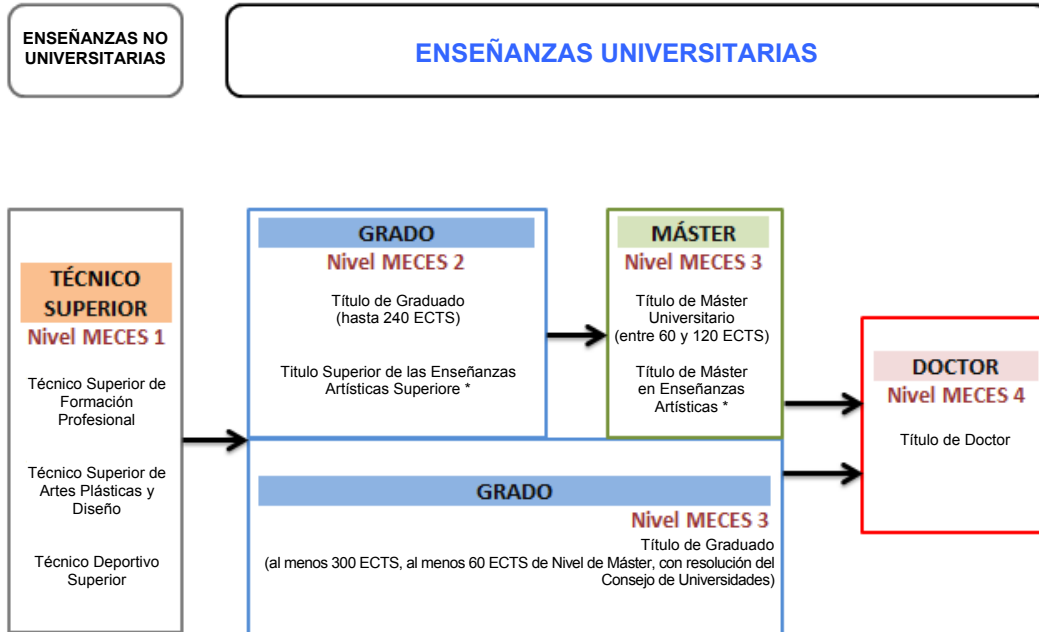 ENSEÑANZAS NO
UNIVERSITARIAS
ENSEÑANZAS UNIVERSITARIAS
TÉCNICO
SUPERIOR
Nivel MECES 1
Técnico Superior de
Formación
Profesional
Técnico Superior de
Artes Plásticas y
Diseño
Técnico Deportivo
Superior
GRADO
Nivel MECES 2
Título de Graduado
(hasta 240 ECTS)
Titulo Superior de las Enseñanzas
Artísticas Superiore *
MÁSTER
Nivel MECES 3
Título de Máster
Universitario
(entre 60 y 120 ECTS)
Título de Máster
en Enseñanzas
Artísticas *
GRADO
Nivel MECES 3
Título de Graduado
(al menos 300 ECTS, al menos 60 ECTS de Nivel de Máster, con resolución del
Consejo de Universidades)
DOCTOR
Nivel MECES 4
Título de Doctor